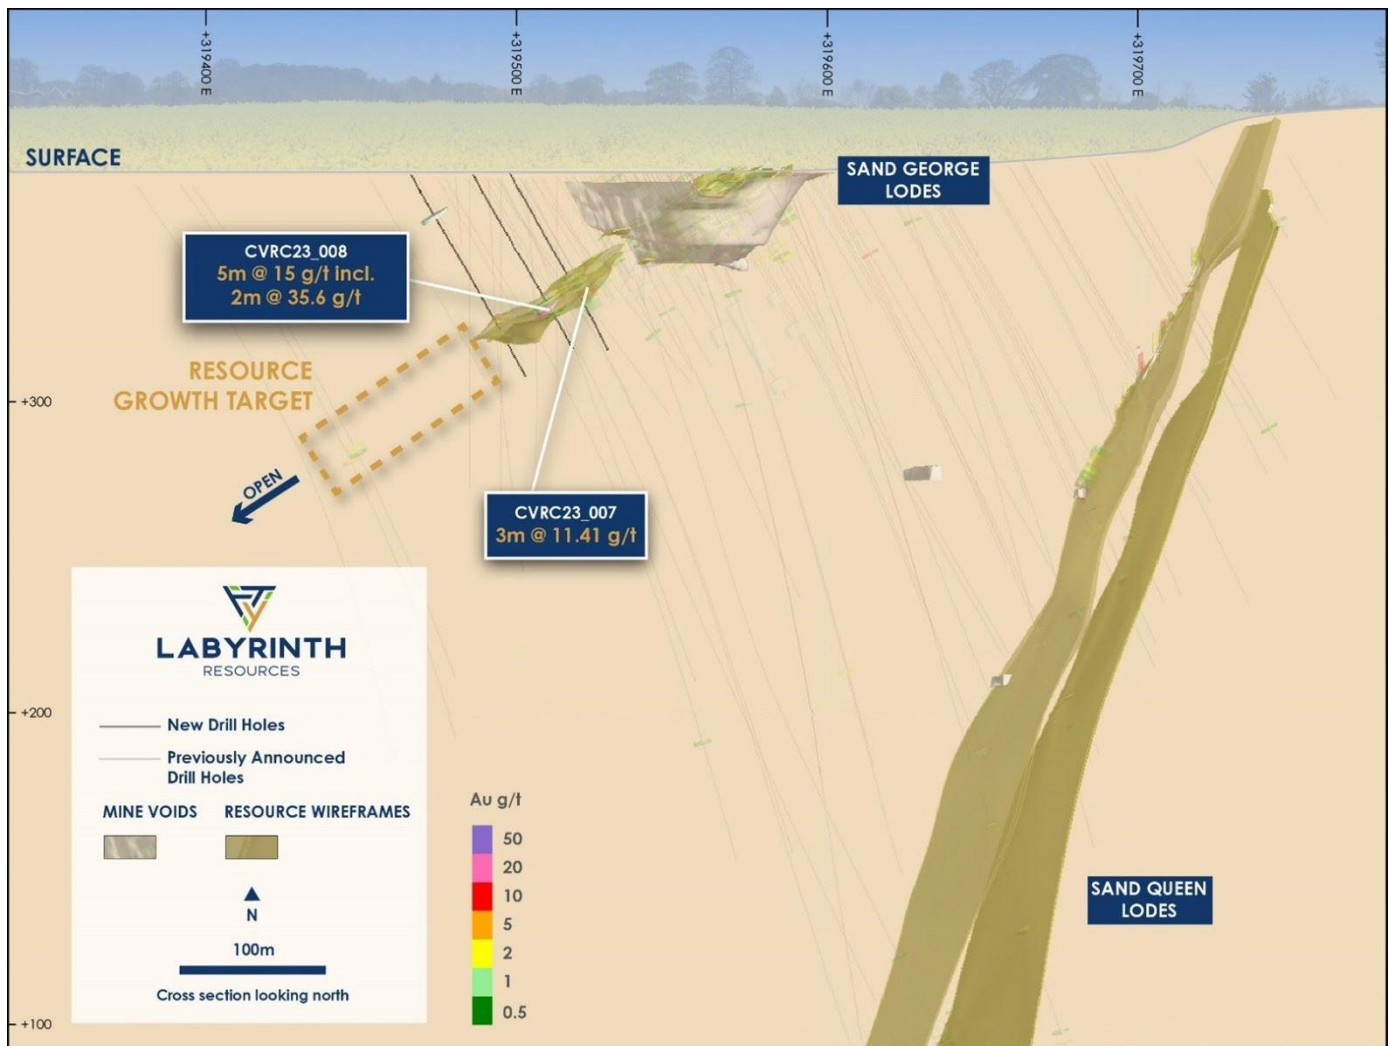 +319400 E
+319500 E
+319600 E
+319700 E
SURFACE
SAND GEORGE
LODES
CVRC23_008
5m @ 15 g/t incl.
2m @ 35.6 g/t
RESOURCE
GROWTH TARGET
+300
OPEN
CVRC23_007
3m @ 11.41 g/t
LABYRINTH
RESOURCES
+200
New Drill Holes
Previously Announced
Drill Holes
MINE VOIDS
RESOURCE WIREFRAMES
N
100m
Cross section looking north
Au g/t
50
20
10
5
2
1
0.5
SAND QUEEN
LODES
+100